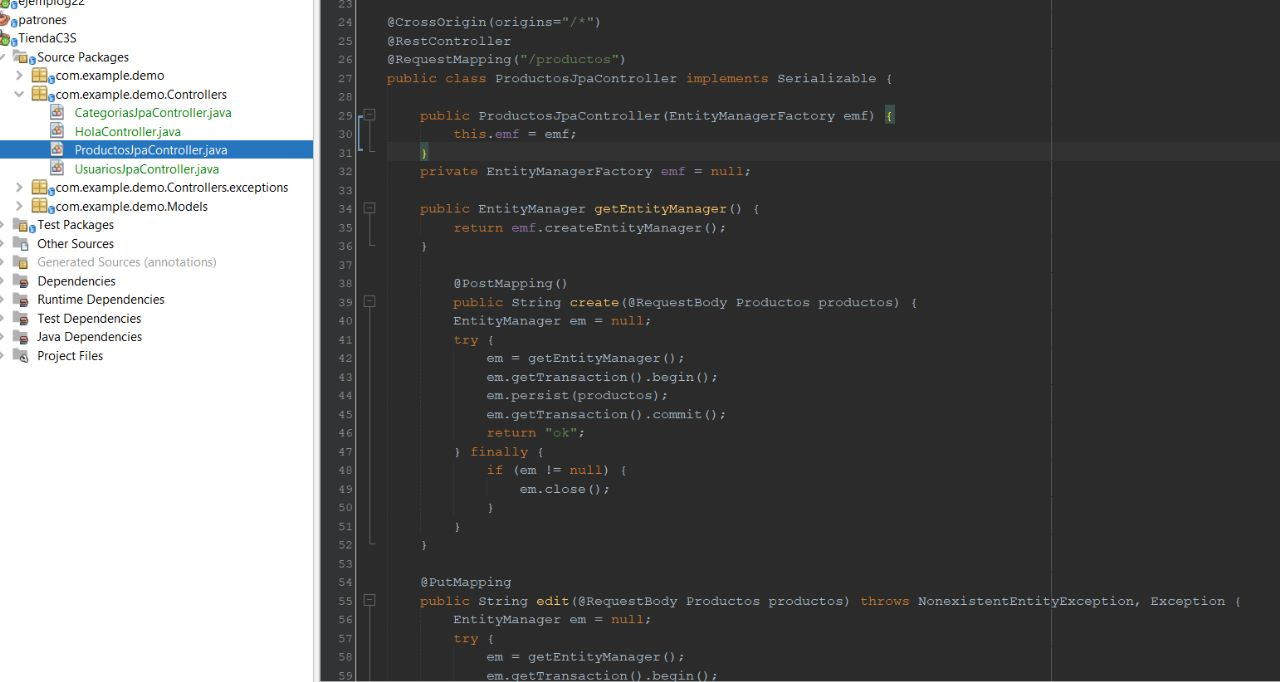 ejemplog22
patrones
TiendaC3S
Source Packages
com.example.demo
com.example.demo.Controllers
CategoriasJpaController.java
HolaController.java
ProductosJpaController.java
UsuariosJpaController.java
com.example.demo.Controllers.exceptions
com.example.demo.Models
Test Packages
Other Sources
Generated Sources (annotations)
Dependencies
Runtime Dependencies
Test Dependencies
Java Dependencies
Project Files
23
24 @CrossOrigin(origins="/*")
25 @RestController
26 @RequestMapping("/productos")
27 public class ProductosJpaController implements Serializable {
28
29 public ProductosJpaController(EntityManagerFactory emf) {
30 this.emf = emf;
31 }
32 private EntityManagerFactory emf = null;
33
34 public EntityManager getEntityManager() {
35 return emf.createEntityManager();
36 }
37
38 @PostMapping()
39 public String create(@RequestBody Productos productos) {
40 EntityManager em = null;
41 try {
42 em = getEntityManager();
43 em.getTransaction().begin();
44 em.persist(productos);
45 em.getTransaction().commit();
46 return "ok";
47 } finally {
48 if (em != null) {
49 em.close();
50 }
51 }
52 }
53
54 @PutMapping
55 public String edit(@RequestBody Productos productos) throws NonexistentEntityException, Exception {
56 EntityManager em = null;
57 try {
58 em = getEntityManager();
59 em.getTransaction().begin();